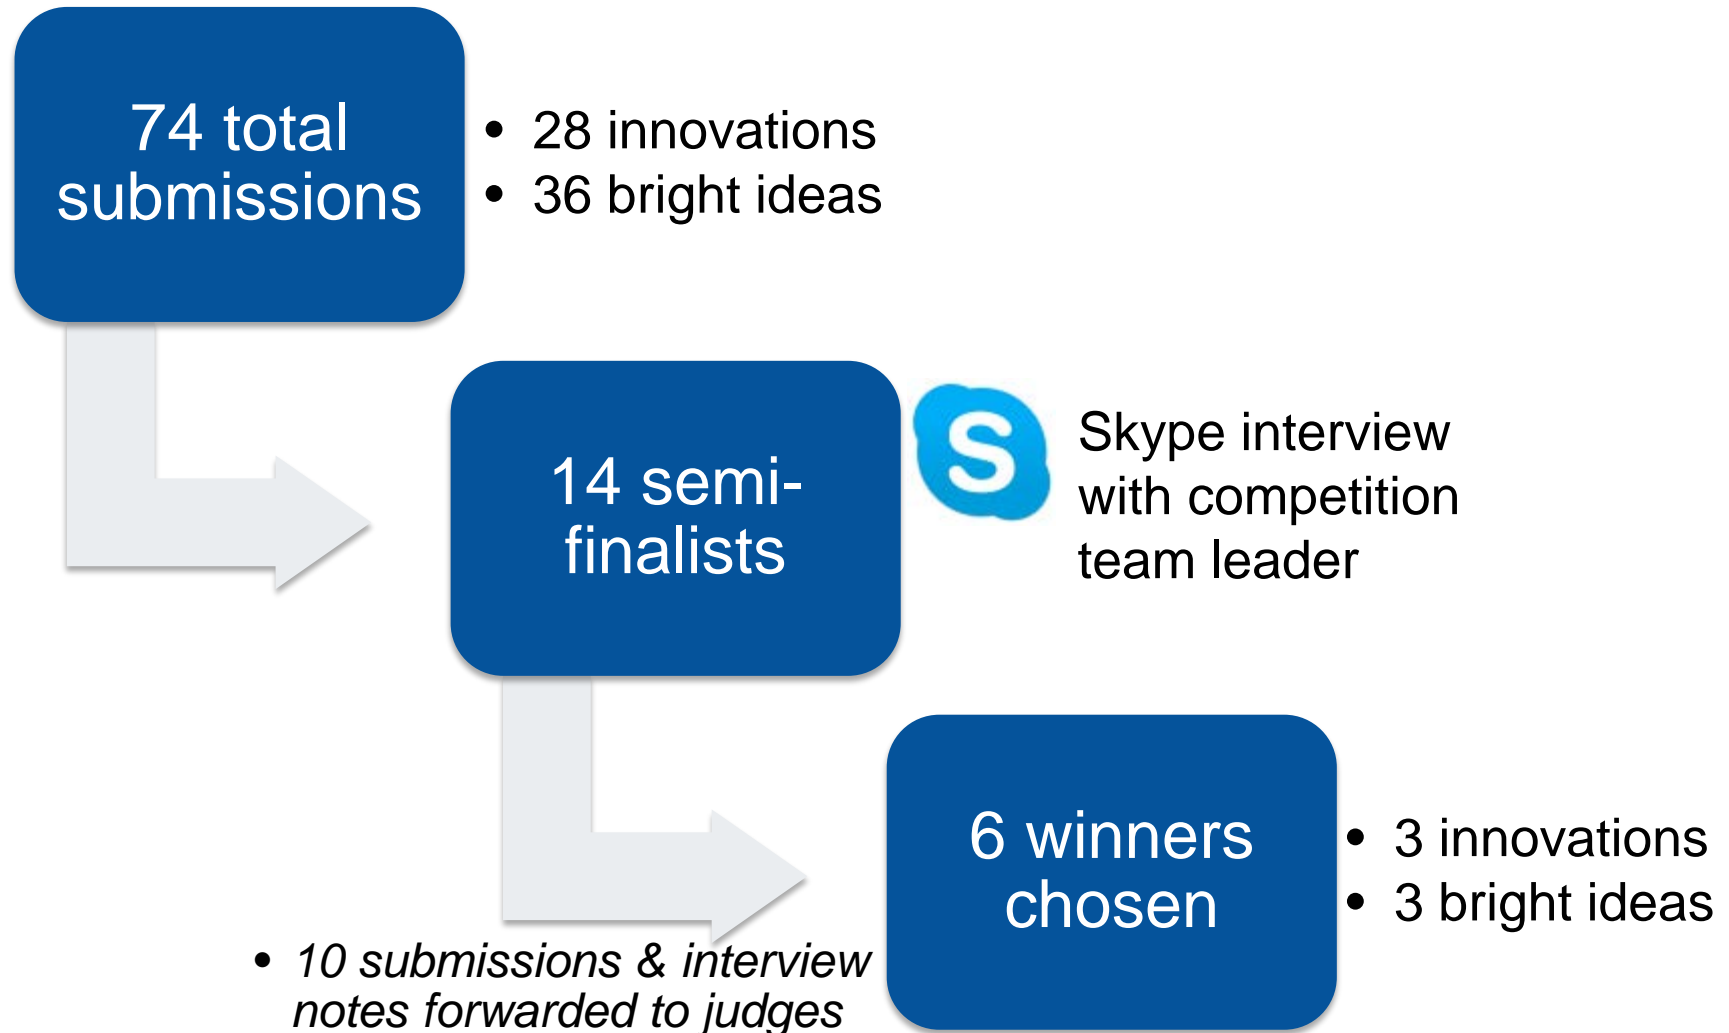 74 total
submissions
• 28 innovations
• 36 bright ideas
14 semi-
finalists
S
Skype interview
with competition
team leader
• 10 submissions & interview
notes forwarded to judges
6 winners
chosen
• 3 innovations
• 3 bright ideas